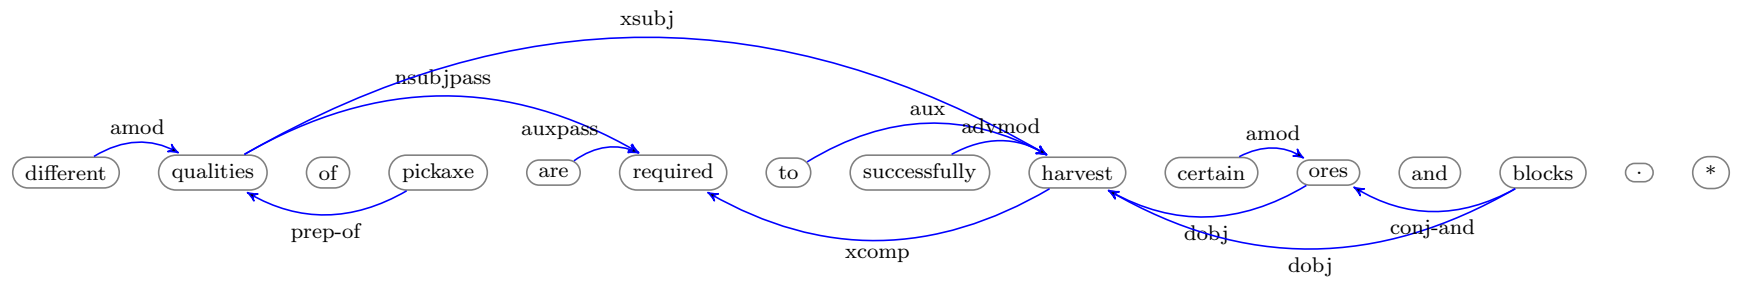 xsubj
nsubjpass
aux
amod auxpass advmod amod
different qualities of pickaxe are required to successfully harvest certain ores and blocks . *
prep-of dobj conj-and
xcomp
dobj